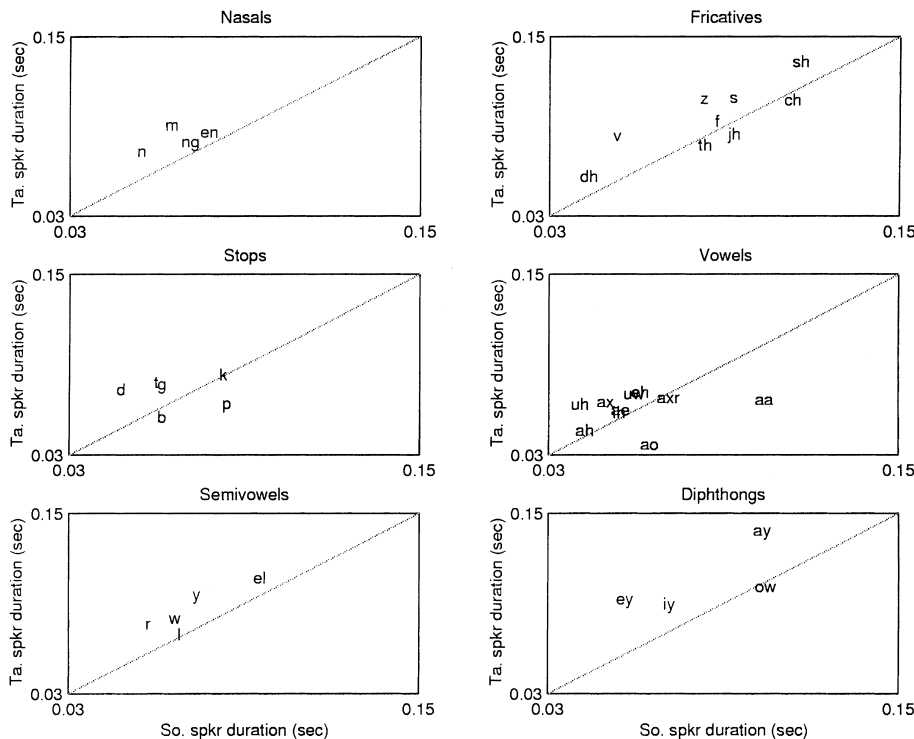 Nasals
0.15
Ta. spkr duration (sec)
m
en
ng
n
0.03
0.03
0.15
Fricatives
0.15
Ta. spkr duration (sec)
sh
z
s
ch
f
v
jh
th
dh
0.03
0.03
0.15
Stops
0.15
Ta. spkr duration (sec)
k
t
g
d
p
b
0.03
0.03
0.15
Vowels
0.15
Ta. spkr duration (sec)
uw
eh
axr
aa
uh
ax
ae
ih
ah
ao
0.03
0.03
0.15
Semivowels
0.15
Ta. spkr duration (sec)
el
y
w
r
l
0.03
0.03
0.15
So. spkr duration (sec)
Diphthongs
0.15
Ta. spkr duration (sec)
ay
ow
ey
iy
0.03
0.03
0.15
So. spkr duration (sec)